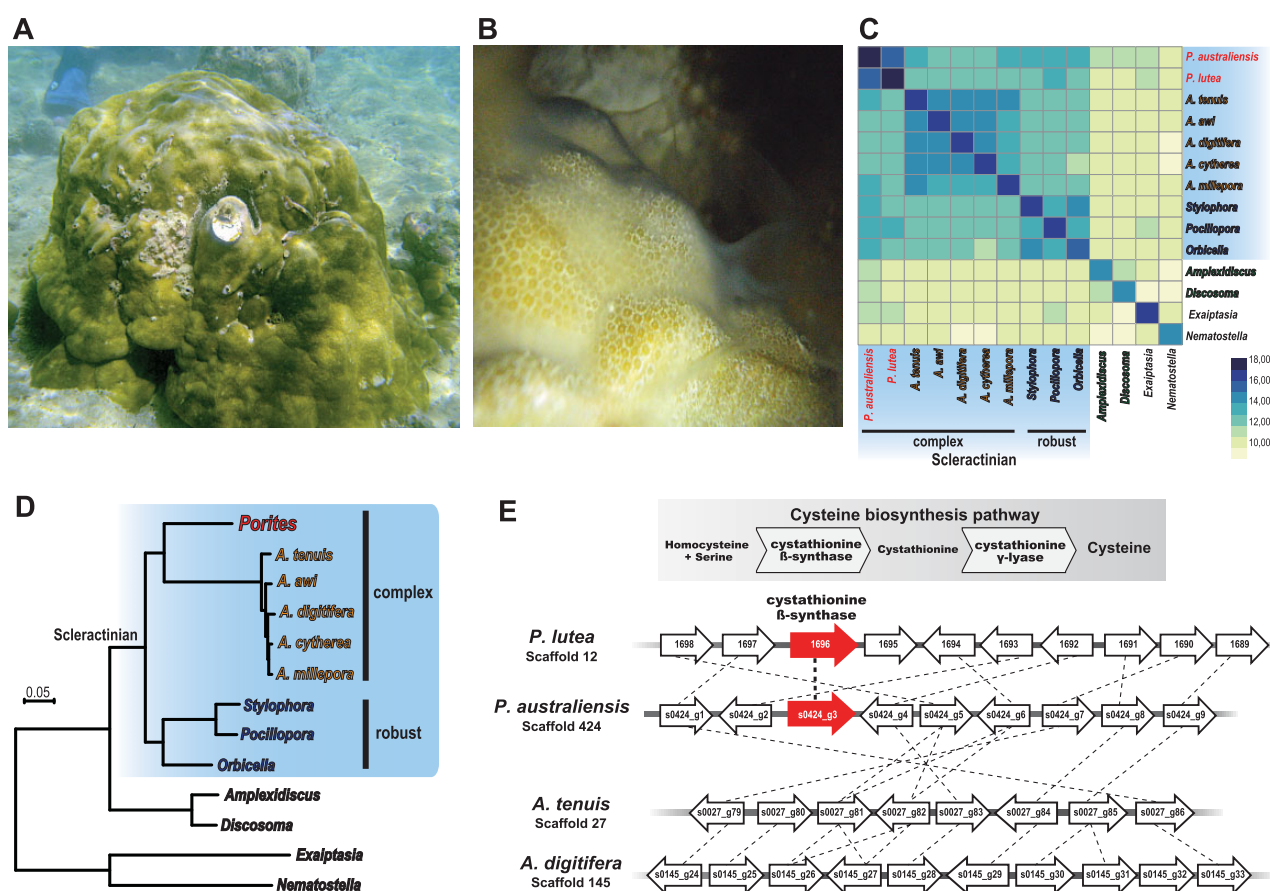 A
B
C
P. australiensis
P. lutea
A. tenuis
A. awi
A. digitifera
A. cytherea
A. millepora
Stylophora
Pocillopora
Orbicella
Amplexidiscus
Discosoma
Exaiptasia
Nematostella
P. australiensis
P. lutea
A. tenuis
A. awi
A. digitifera
A. cytherea
A. millepora
Stylophora
Pocillopora
Orbicella
Amplexidiscus
Discosoma
Exaiptasia
Nematostella
complex
robust
Scleractinian
18,00
14,00
12,00
10,00
D
Scleractinian
Porites
A. tenuis
A. awi
A. digitifera
A. cytherea
A. millepora
complex
Stylophora
Pocillopora
Orbicella
robust
Amplexidiscus
Discosoma
Exaiptasia
Nematostella
0.05
E
Cysteine biosynthesis pathway
Homocysteine
+ Serine
cystathionine
ß-synthase
Cystathionine
cystathionine
γ-lyase
Cysteine
cystathionine
ß-synthase
P. lutea
Scaffold 12
1698 1697 1696 1695 1694 1693 1692 1691 1690 1689
P. australiensis
Scaffold 424
s0424_g1 s0424_g2 s0424_g3 s0424_g4 s0424_g5 s0424_g6 s0424_g7 s0424_g8 s0424_g9
A. tenuis
Scaffold 27
s0027_g79 s0027_g80 s0027_g81 s0027_g82 s0027_g83 s0027_g84 s0027_g85 s0027_g86
A. digitifera
Scaffold 145
s0145_g24 s0145_g25 s0145_g26 s0145_g27 s0145_g28 s0145_g29 s0145_g30 s0145_g31 s0145_g32 s0145_g33